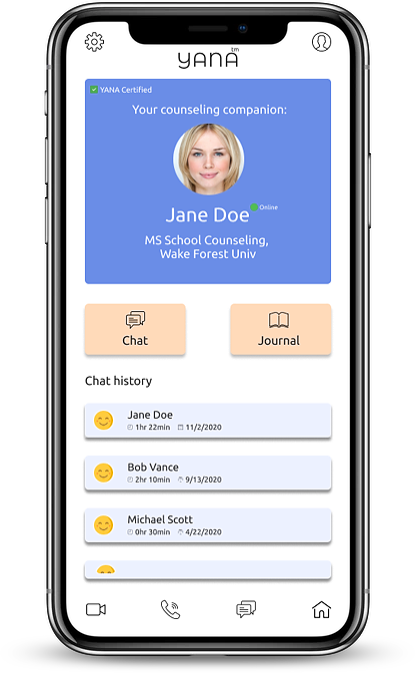 YANA tm
YANA Certified
Your counseling companion:
Online
Jane Doe
MS School Counseling,
Wake Forest Univ
Chat
Journal
Chat history
Jane Doe
1hr 22min 11/2/2020
Bob Vance
2hr 10min 9/13/2020
Michael Scott
0hr 30min 4/22/2020